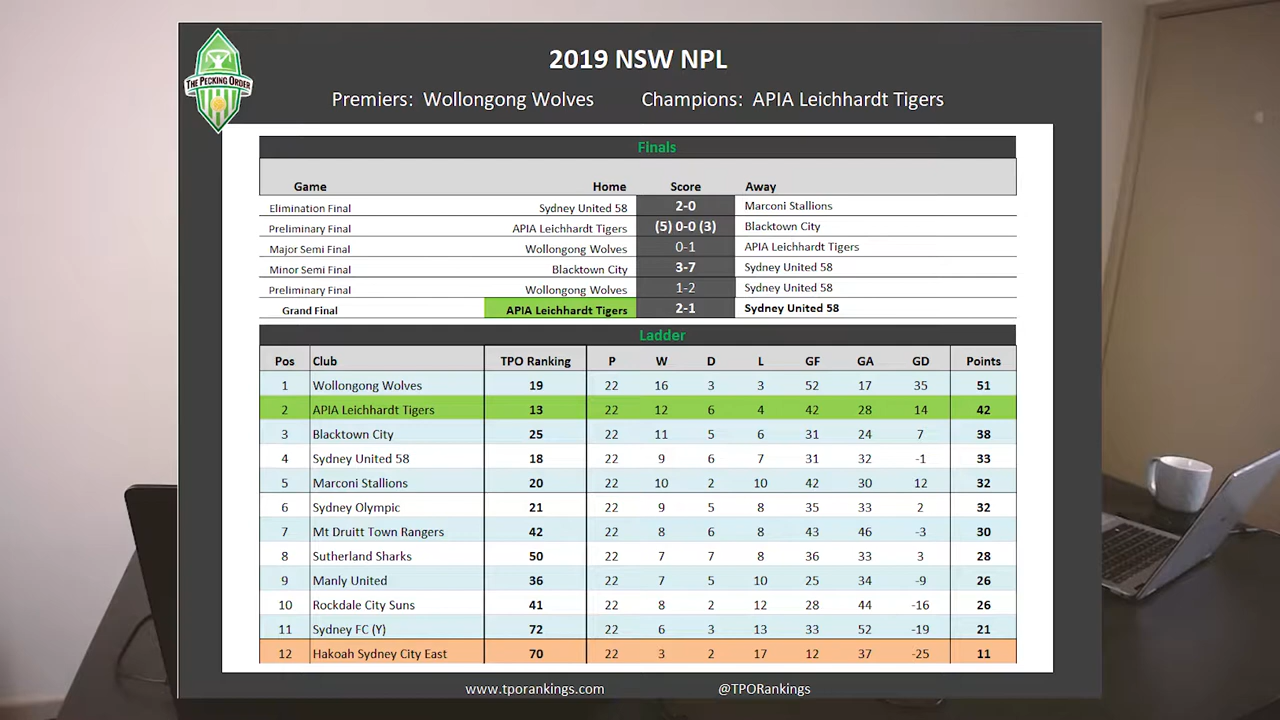 2019 NSW NPL
Premiers: Wollongong Wolves Champions: APIA Leichhardt Tigers
THE PECKING ORDER
Finals
Game Home Score Away
Elimination Final Sydney United 58 2-0 Marconi Stallions
Preliminary Final APIA Leichhardt Tigers (5) 0-0 (3) Blacktown City
Major Semi Final Wollongong Wolves 0-1 APIA Leichhardt Tigers
Minor Semi Final Blacktown City 3-7 Sydney United 58
Preliminary Final Wollongong Wolves 1-2 Sydney United 58
Grand Final APIA Leichhardt Tigers 2-1 Sydney United 58
Ladder
Pos Club TPO Ranking P W D L GF GA GD Points
1 Wollongong Wolves 19 22 16 3 3 52 17 35 51
2 APIA Leichhardt Tigers 13 22 12 6 4 42 28 14 42
3 Blacktown City 25 22 11 5 6 31 24 7 38
4 Sydney United 58 18 22 9 6 7 31 32 -1 33
5 Marconi Stallions 20 22 10 2 10 42 30 12 32
6 Sydney Olympic 21 22 9 5 8 35 33 2 32
7 Mt Druitt Town Rangers 42 22 8 6 8 43 46 -3 30
8 Sutherland Sharks 50 22 7 7 8 36 33 3 28
9 Manly United 36 22 7 5 10 25 34 -9 26
10 Rockdale City Suns 41 22 8 2 12 28 44 -16 26
11 Sydney FC (Y) 72 22 6 3 13 33 52 -19 21
12 Hakoah Sydney City East 70 22 3 2 17 12 37 -25 11
www.tporankings.com @TPORankings